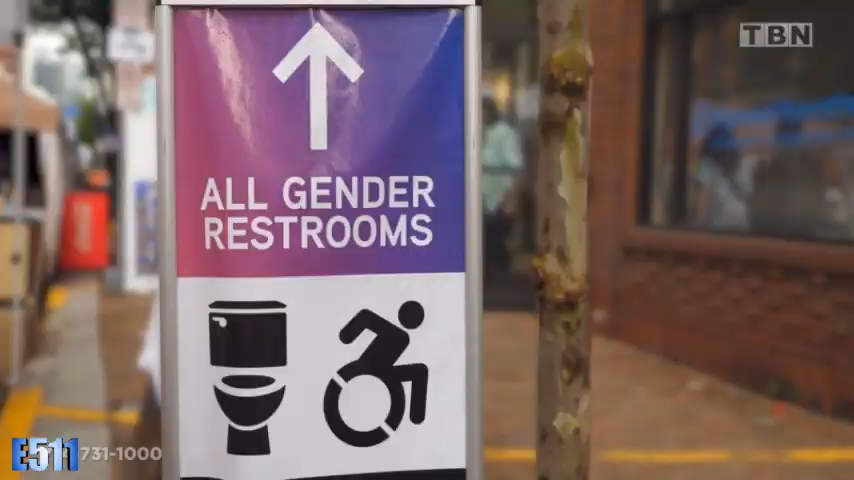 TBN
ALL GENDER
RESTROOMS
E511
731-1000